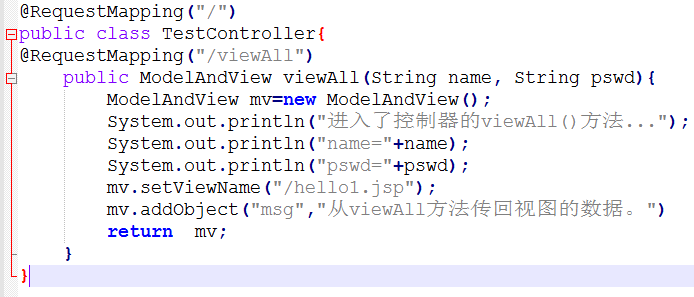 @RequestMapping("/")
public class TestController{
@RequestMapping("/viewAll")
public ModelAndView viewAll(String name, String pswd){
ModelAndView mv=new ModelAndView();
System.out.println("进入了控制器的viewAll()方法...");
System.out.println("name="+name);
System.out.println("pswd="+pswd);
mv.setViewName("/hello1.jsp");
mv.addObject("msg","从viewAll方法传回视图的数据。")
return  mv;
}
}